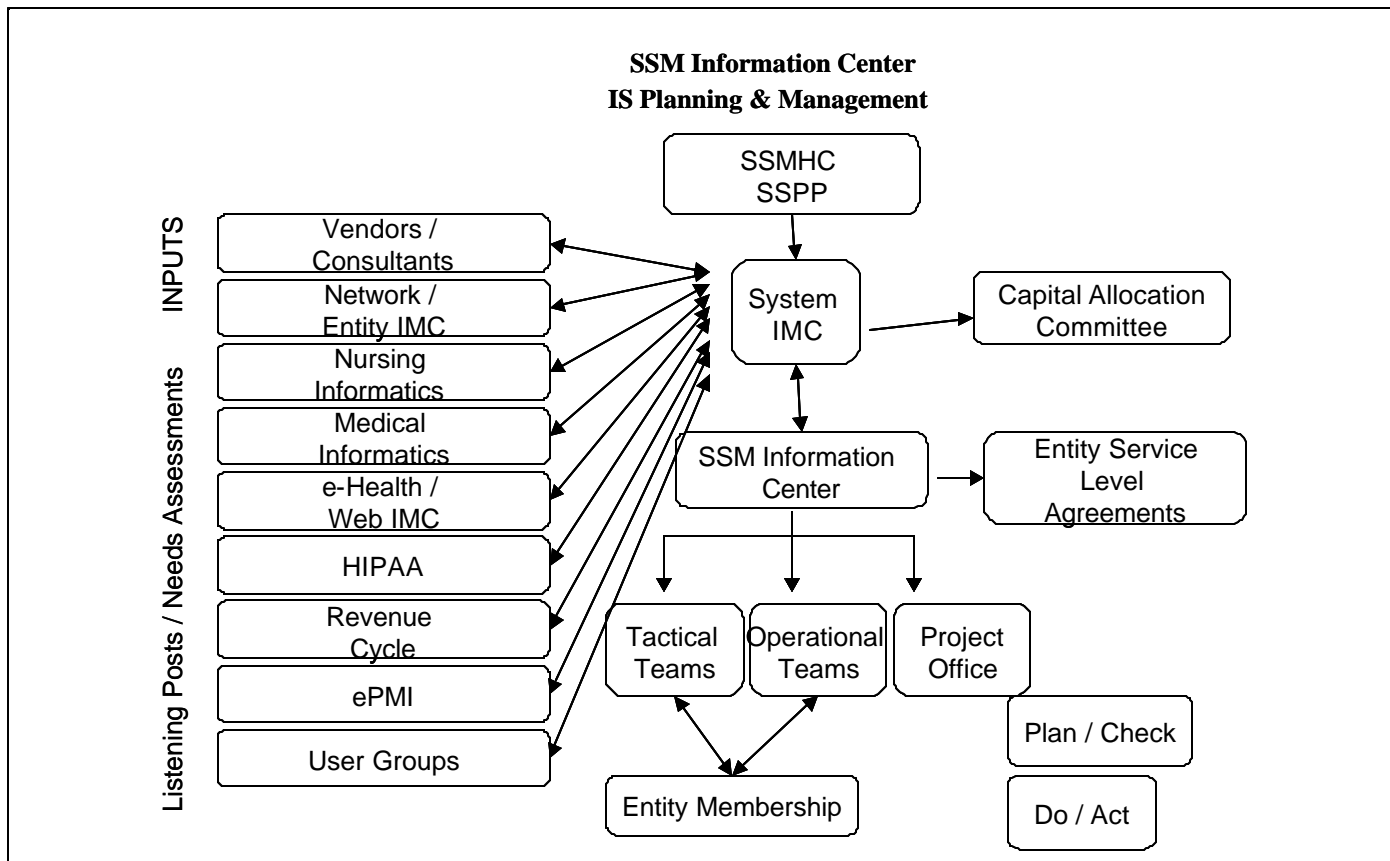 SSM Information Center
IS Planning & Management
SSMHC
SSPP
INPUTS
Listening Posts / Needs Assessments
Vendors /
Consultants
Network /
Entity IMC
Nursing
Informatics
Medical
Informatics
e-Health /
Web IMC
HIPAA
Revenue
Cycle
ePMI
User Groups
System
IMC
Capital Allocation
Committee
SSM Information
Center
Entity Service
Level
Agreements
Tactical
Teams
Operational
Teams
Project
Office
Entity Membership
Plan / Check
Do / Act